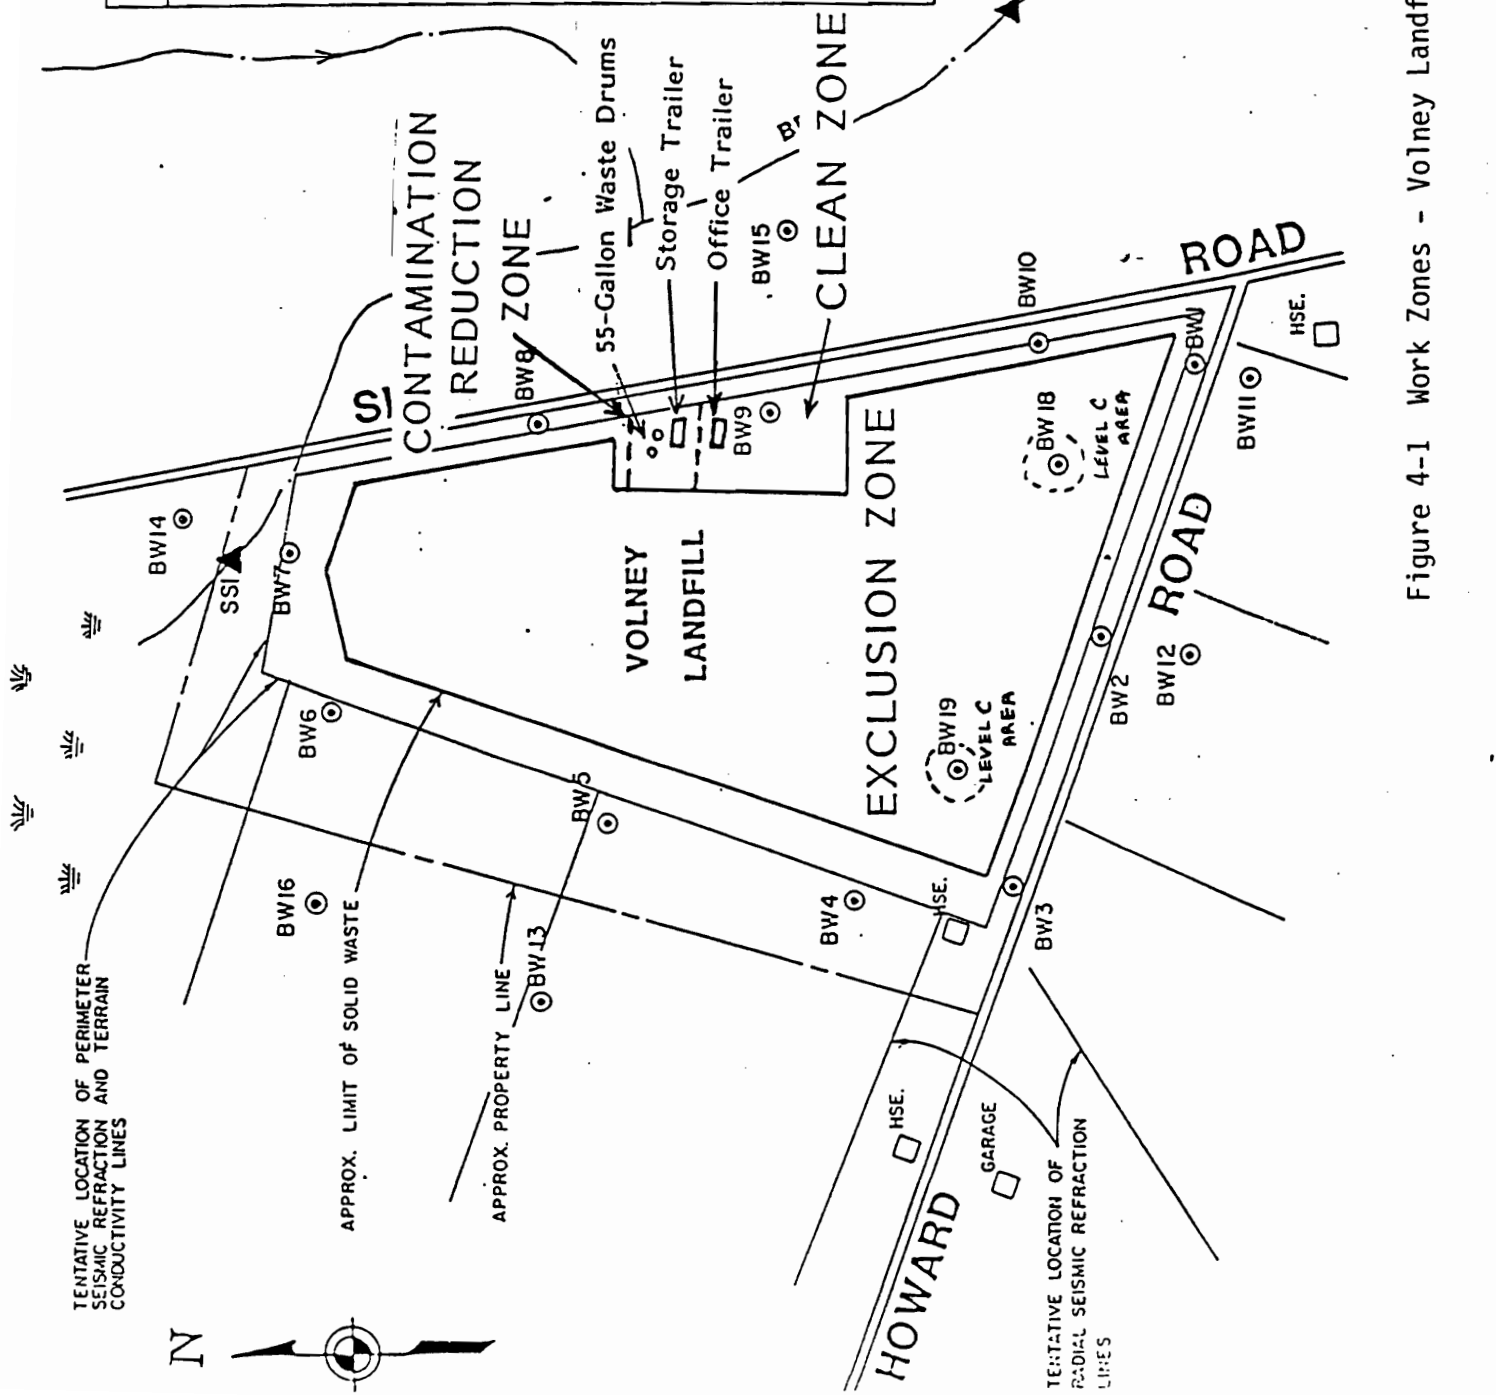 TENTATIVE LOCATION OF PERIMETER
SEISMIC REFRACTION AND TERRAIN
CONDUCTIVITY LINES
N
APPROX. LIMIT OF SOLID WASTE
APPROX. PROPERTY LINE
SSI
BW14
BW7
BW6
BW16
BW5
BW13
BW4
HSE.
BW3
CONTAMINATION
REDUCTION
ZONE
BW8
55-Gallon Waste Drums
Storage Trailer
Office Trailer
BW15
CLEAN ZONE
BW9
VOLNEY
LANDFILL
EXCLUSION ZONE
BW10
BW18
LEVEL C
AREA
BW19
LEVEL C
AREA
ROAD
HSE.
BW1
BW11
ROAD
BW2
BW12
HSE.
GARAGE
HOWARD
TENTATIVE LOCATION OF
RADIAL SEISMIC REFRACTION
LINES
Figure 4-1 Work Zones - Volney